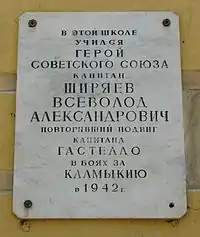 В ЭТОЙ ШКОЛЕ
УЧИЛСЯ
ГЕРОЙ
СОВЕТСКОГО СОЮЗА
КАПИТАН
ШИРЯЕВ
ВСЕВОЛОД
АЛЕКСАНДРОВИЧ
ПОВТОРИВШИЙ ПОДВИГ
КАПИТАНА
ГАСТЕЛЛО
В БОЯХ ЗА
КАЛМЫКИЮ
В 1942 г.